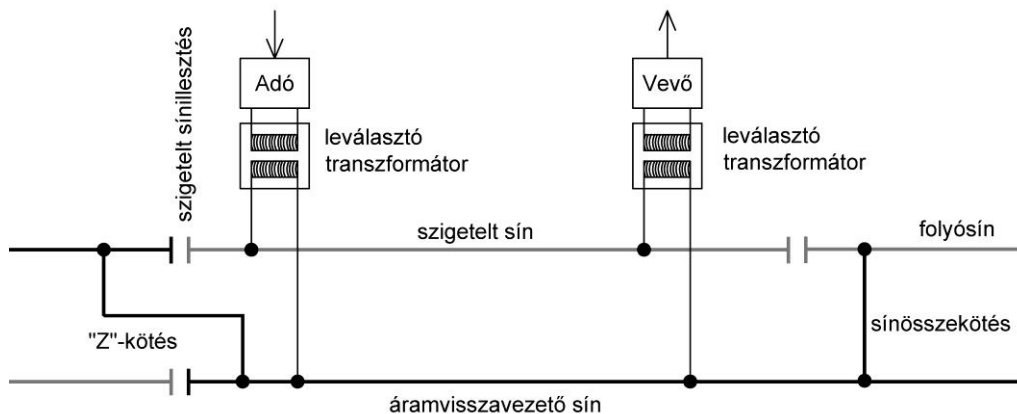 Adó
Vevő
szigetelt sínillesztés
leválasztó
transzformátor
leválasztó
transzformátor
szigetelt sín
folyósín
"Z"-kötés
sínösszekötés
áramvisszavezető sín